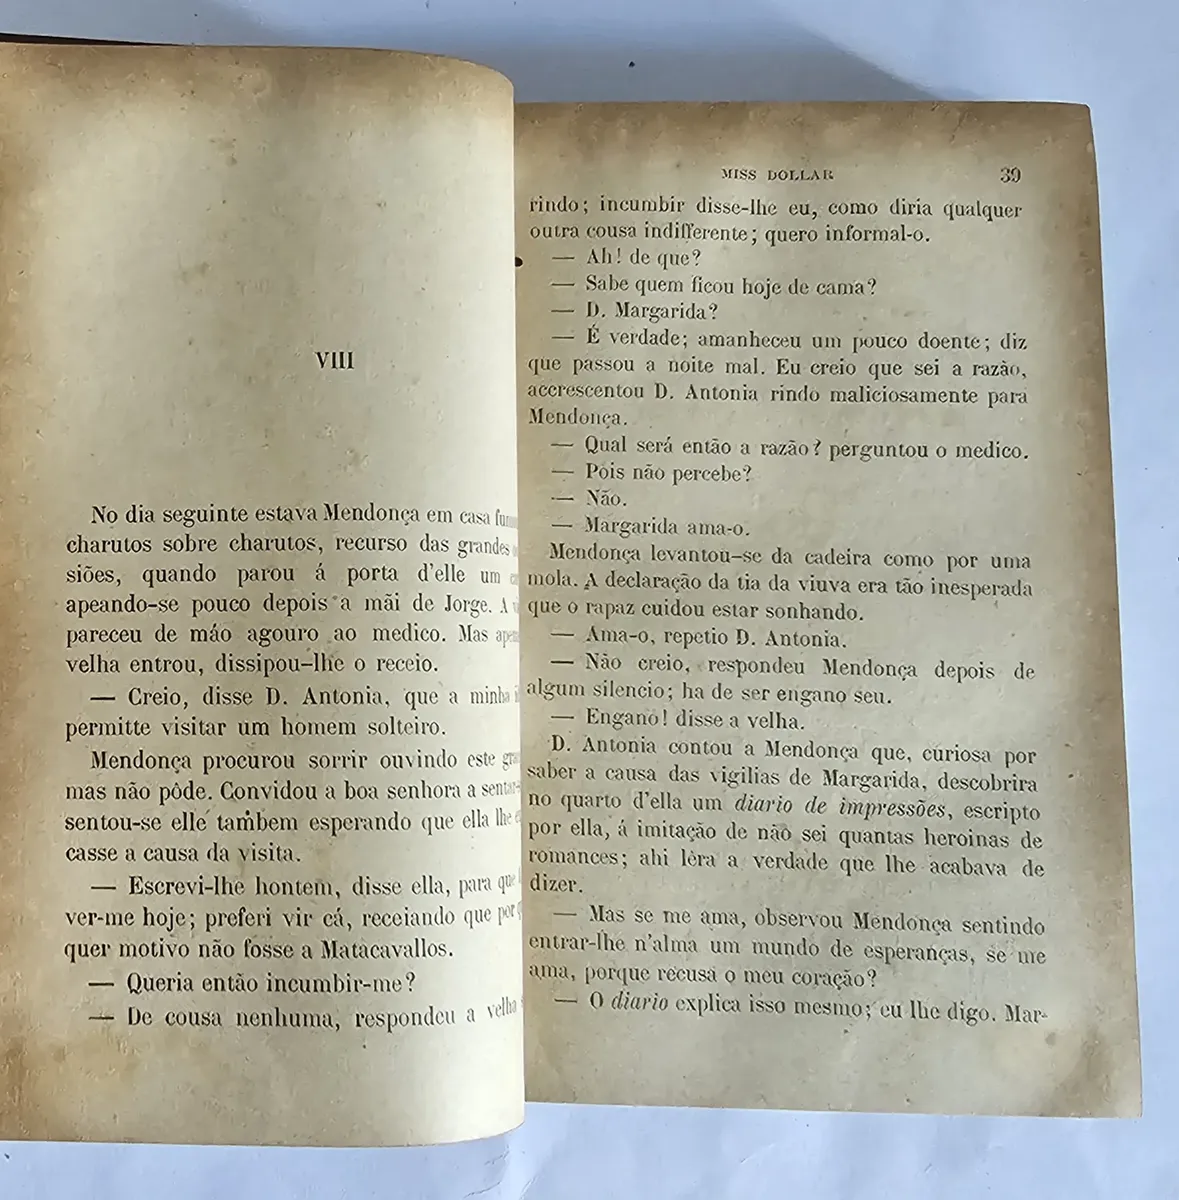 VIII
No dia seguinte estava Mendonça em casa
charutos sobre charutos, recurso das grandes
siões, quando parou á porta d'elle um
apeando-se pouco depois a mãi de Jorge. A
pareceu de máo agouro ao medico. Mas
velha entrou, dissipou-lhe o receio.
— Creio, disse D. Antonia, que a minha
permitte visitar um homem solteiro.
Mendonça procurou sorrir ouvindo este
mas não póde. Convidou a boa senhora a
sentou-se elle tambem esperando que ella lhe
casse a causa da visita.
— Escrevi-lhe hontem, disse ella, para que
ver-me hoje; preferi vir cá, receiando que por
quer motivo não fosse a Matacavallos.
— Queria então incumbir-me?
— De cousa nenhuma, respondeu a velha
MISS DOLLAR 39
rindo; incumbir disse-lhe eu, como diria qualquer
outra cousa indifferente; quero informal-o.
— Ah! de que?
— Sabe quem ficou hoje de cama?
— D. Margarida?
— É verdade; amanheceu um pouco doente; diz
que passou a noite mal. Eu creio que sei a razão,
accrescentou D. Antonia rindo maliciosamente para
Mendonça.
— Qual será então a razão? perguntou o medico.
— Pois não percebe?
— Não.
— Margarida ama-o.
Mendonça levantou-se da cadeira como por uma
mola. A declaração da tia da viuva era tão inesperada
que o rapaz cuidou estar sonhando.
— Ama-o, repetio D. Antonia.
— Não creio, respondeu Mendonça depois de
algum silencio; ha de ser engano seu.
— Engano! disse a velha.
D. Antonia contou a Mendonça que, curiosa por
saber a causa das vigilias de Margarida, descobrira
no quarto d'ella um diario de impressões, escripto
por ella, á imitação de não sei quantas heroinas de
romances; ahi lèra a verdade que lhe acabava de
dizer.
— Mas se me ama, observou Mendonça sentindo
entrar-lhe n'alma um mundo de esperanças, se me
ama, porque recusa o meu coração?
— O diario explica isso mesmo; eu lhe digo. Mar-